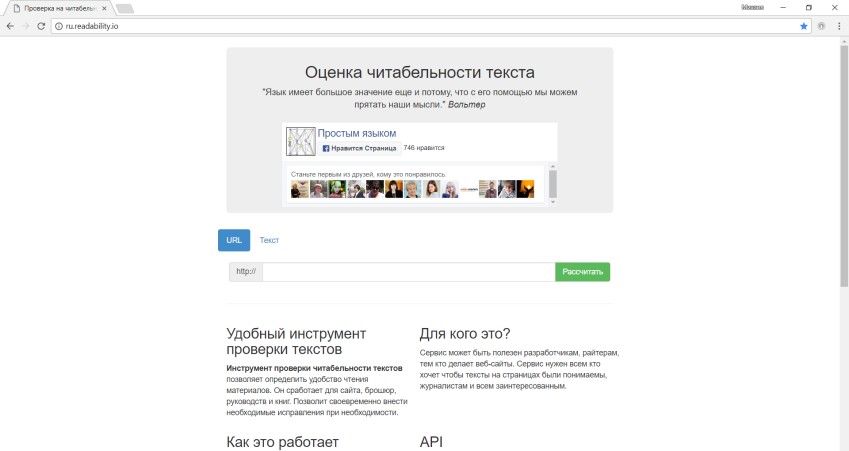 Проверка на читабельн
ru.readability.io
Оценка читабельности текста
"Язык имеет большое значение еще и потому, что с его помощью мы можем
прятать наши мысли." Вольтер
Простым языком
Нравится Страница 746 нравится
Станьте первым из друзей, кому это понравилось.
URL Текст
http:// Рассчитать
Удобный инструмент
проверки текстов
Инструмент проверки читабельности текстов
позволяет определить удобство чтения
материалов. Он сработает для сайта, брошюр,
руководств и книг. Позволит своевременно внести
необходимые исправления при необходимости.
Для кого это?
Сервис может быть полезен разработчикам, райтерам,
тем кто делает веб-сайты. Сервис нужен всем кто
хочет чтобы тексты на страницах были понимаемы,
журналистам и всем заинтересованным.
Как это работает
API